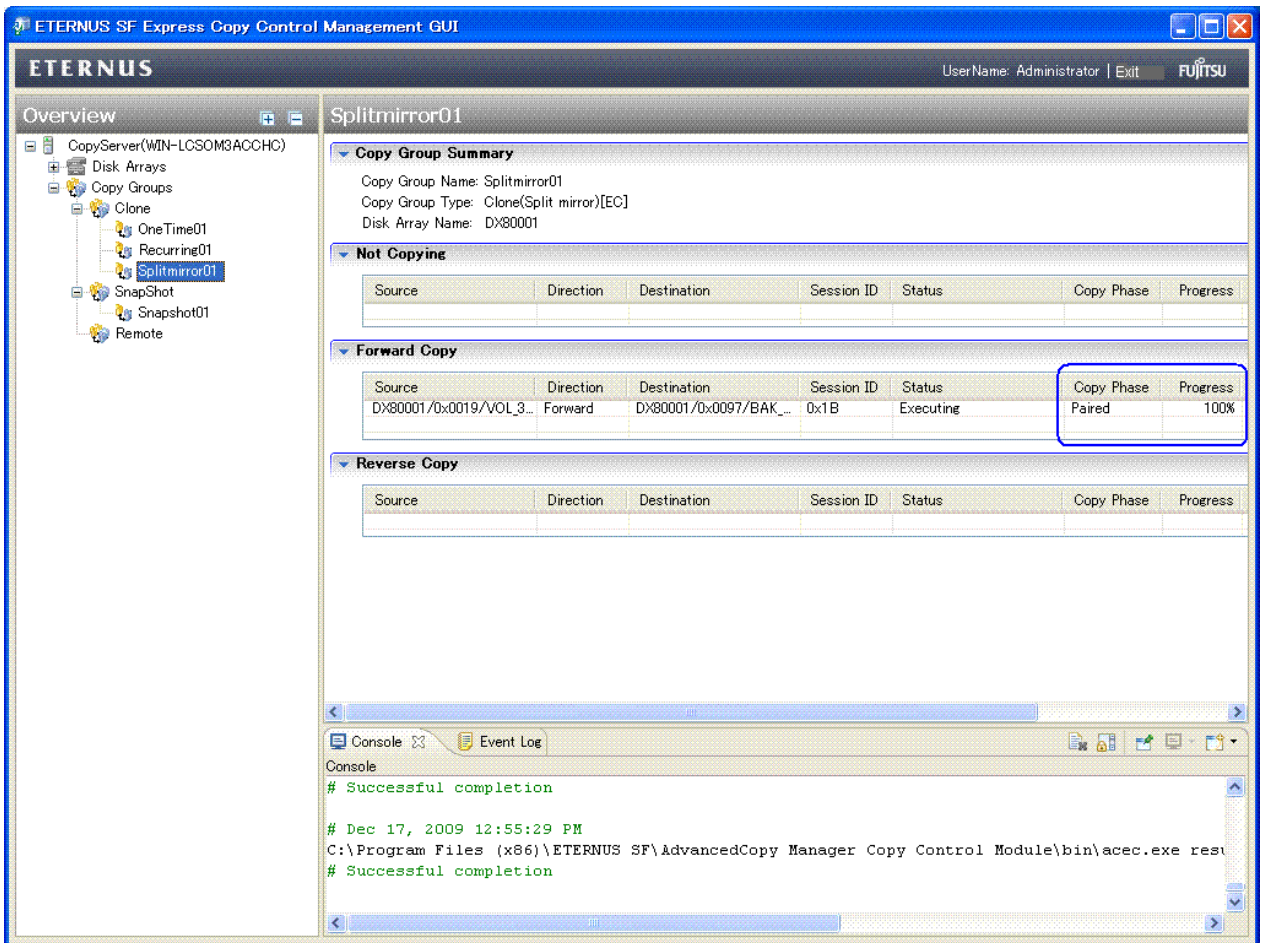 ETERNUS SF Express Copy Control Management GUI
ETERNUS
UserName: Administrator | Exit
FUJITSU
Overview
CopyServer(WIN-LCSOM3ACCHC)
Disk Arrays
Copy Groups
Clone
OneTime01
Recurring01
Splitmirror01
SnapShot
Snapshot01
Remote
Splitmirror01
Copy Group Summary
Copy Group Name: Splitmirror01
Copy Group Type: Clone(Split mirror)[EC]
Disk Array Name: DX80001
Not Copying
Source Direction Destination Session ID Status Copy Phase Progress
Forward Copy
Source Direction Destination Session ID Status Copy Phase Progress
DX80001/0x0019/VOL_3... Forward DX80001/0x0097/BAK_... 0x1B Executing Paired 100%
Reverse Copy
Source Direction Destination Session ID Status Copy Phase Progress
Console Event Log
Console
# Successful completion
# Dec 17, 2009 12:55:29 PM
C:\Program Files (x86)\ETERNUS SF\AdvancedCopy Manager Copy Control Module\bin\acec.exe resu
# Successful completion